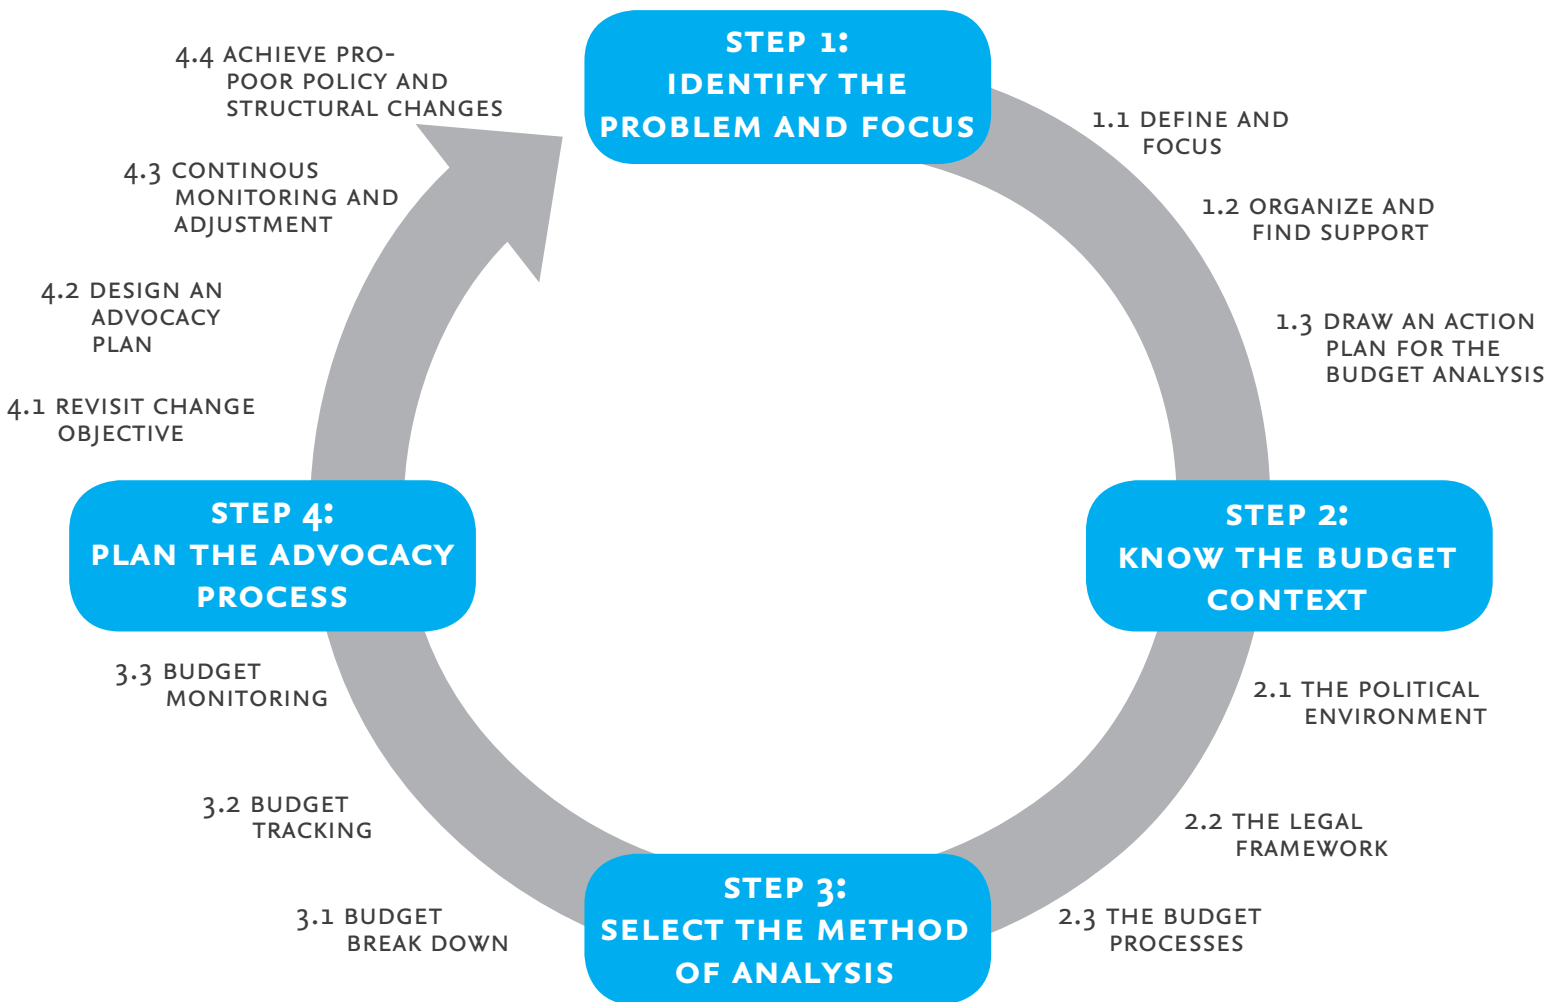 STEP 1:
IDENTIFY THE
PROBLEM AND FOCUS
1.1 DEFINE AND
FOCUS
1.2 ORGANIZE AND
FIND SUPPORT
1.3 DRAW AN ACTION
PLAN FOR THE
BUDGET ANALYSIS
STEP 2:
KNOW THE BUDGET
CONTEXT
2.1 THE POLITICAL
ENVIRONMENT
2.2 THE LEGAL
FRAMEWORK
2.3 THE BUDGET
PROCESSES
STEP 3:
SELECT THE METHOD
OF ANALYSIS
3.1 BUDGET
BREAK DOWN
3.2 BUDGET
TRACKING
3.3 BUDGET
MONITORING
STEP 4:
PLAN THE ADVOCACY
PROCESS
4.1 REVISIT CHANGE
OBJECTIVE
4.2 DESIGN AN
ADVOCACY
PLAN
4.3 CONTINOUS
MONITORING AND
ADJUSTMENT
4.4 ACHIEVE PRO-
POOR POLICY AND
STRUCTURAL CHANGES